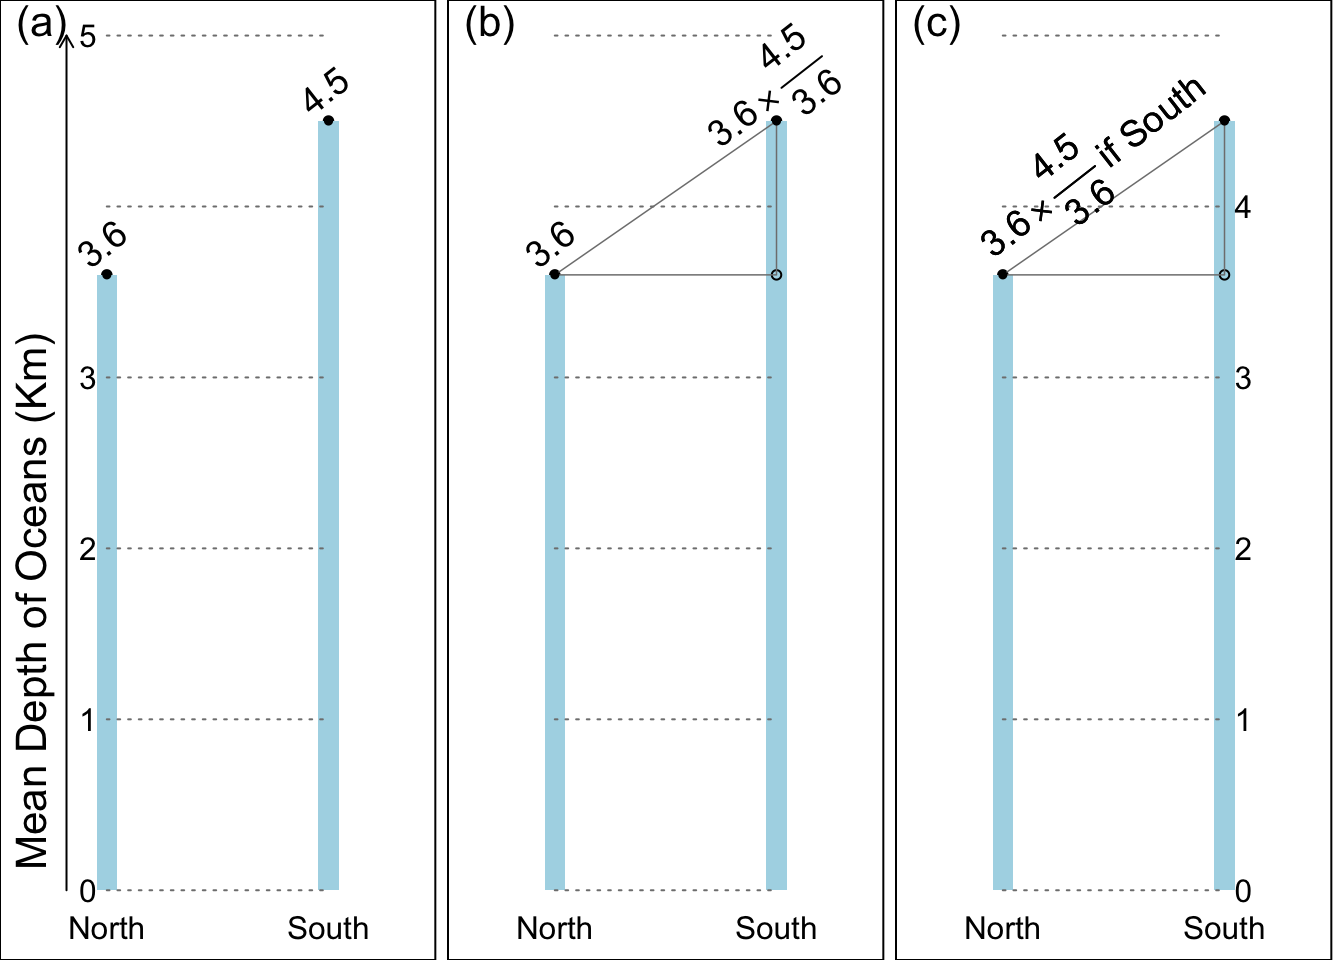 (a)
5
4.5
3.6
3
2
1
0
Mean Depth of Oceans (Km)
North South
(b)
3.6 × 4.5/3.6
3.6
North South
(c)
3.6 × 4.5/3.6 if South
4
3
2
1
0
North South